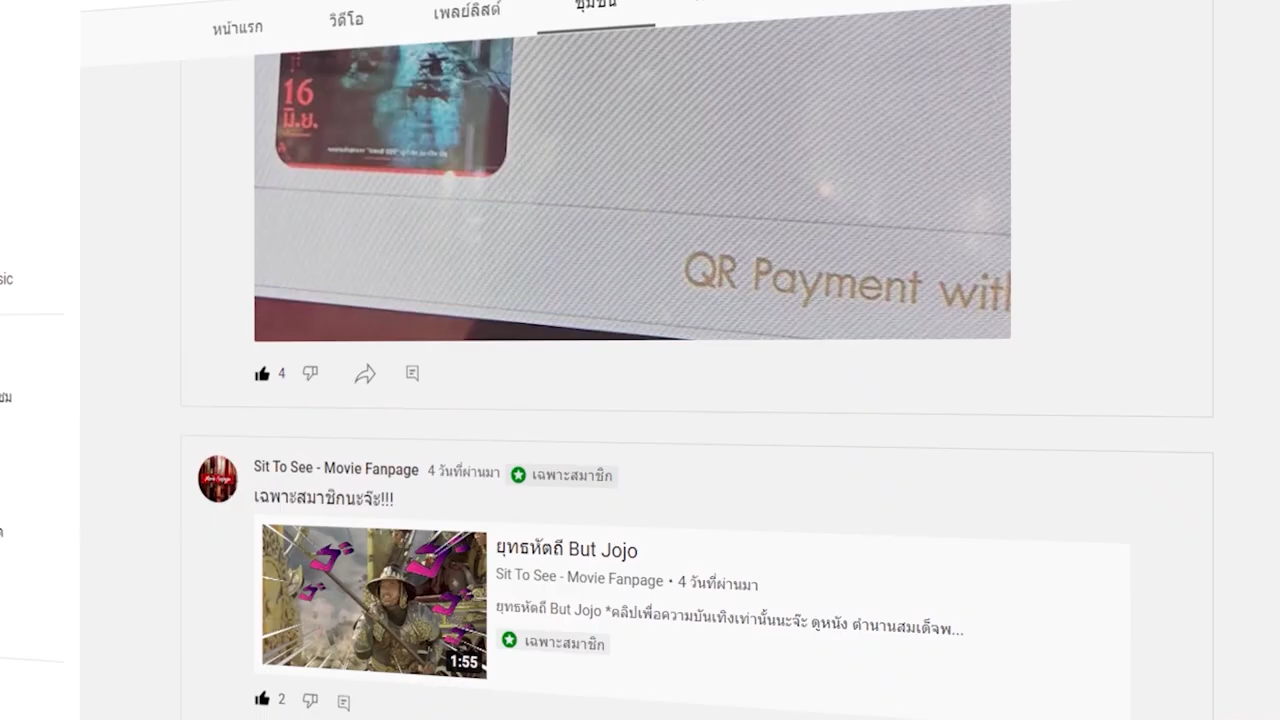 หน้าแรก
วิดีโอ
เพลย์ลิสต์
ชุมชน
16
มิ.ย.
QR Payment with
4
Sit To See - Movie Fanpage 4 วันที่ผ่านมา เฉพาะสมาชิก
เฉพาะสมาชิกนะจ๊ะ!!!
ยุทธหัตถี But Jojo
Sit To See - Movie Fanpage • 4 วันที่ผ่านมา
ยุทธหัตถี But Jojo *คลิปเพื่อความบันเทิงเท่านั้นนะจ๊ะ ดูหนัง ตำนานสมเด็จพ...
เฉพาะสมาชิก
1:55
2